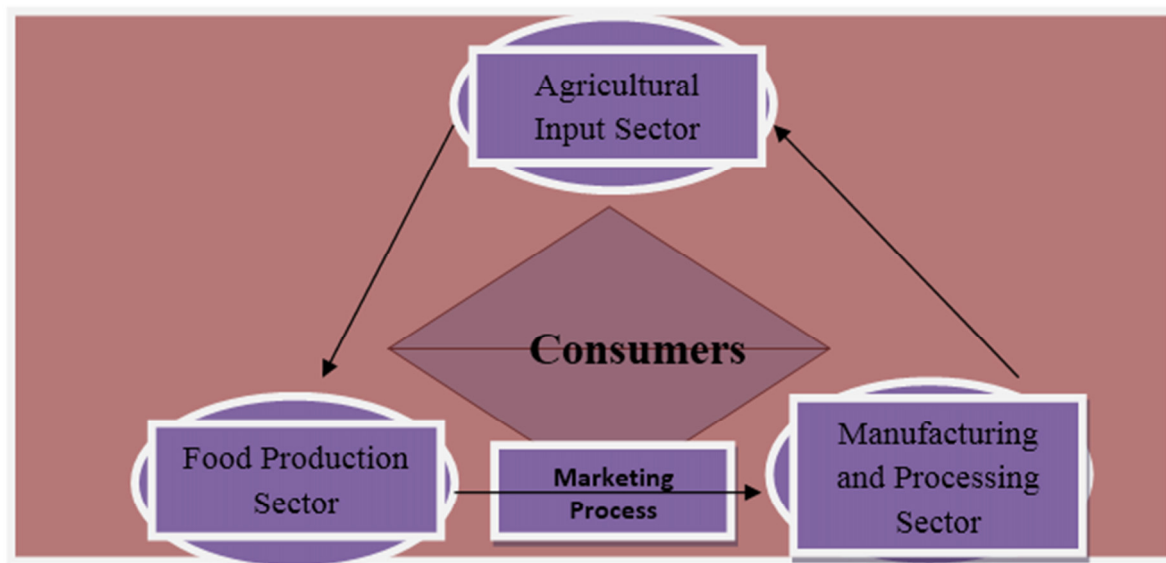 Agricultural
Input Sector
Consumers
Food Production
Sector
Marketing
Process
Manufacturing
and Processing
Sector